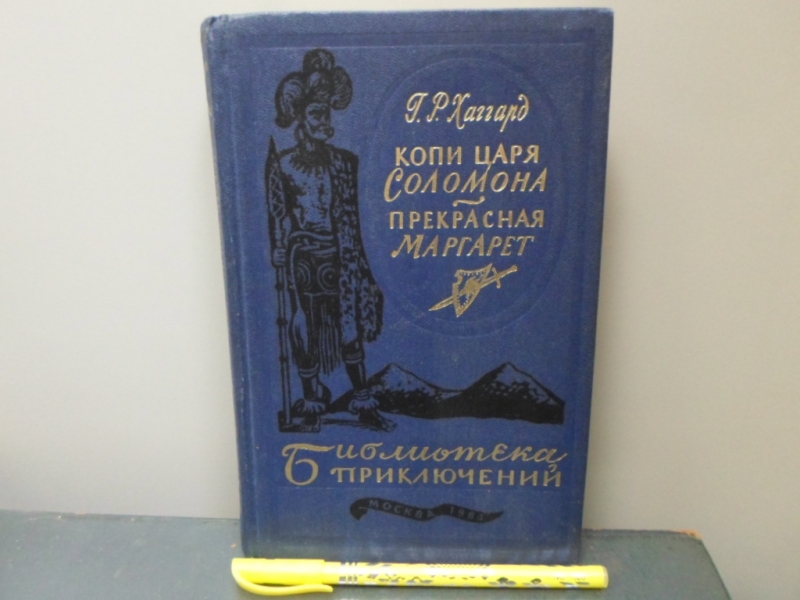 Г. Р. Хаггард
КОПИ ЦАРЯ
СОЛОМОНА
ПРЕКРАСНАЯ
МАРГАРЕТ
Библиотека
ПРИКЛЮЧЕНИЙ
МОСКВА